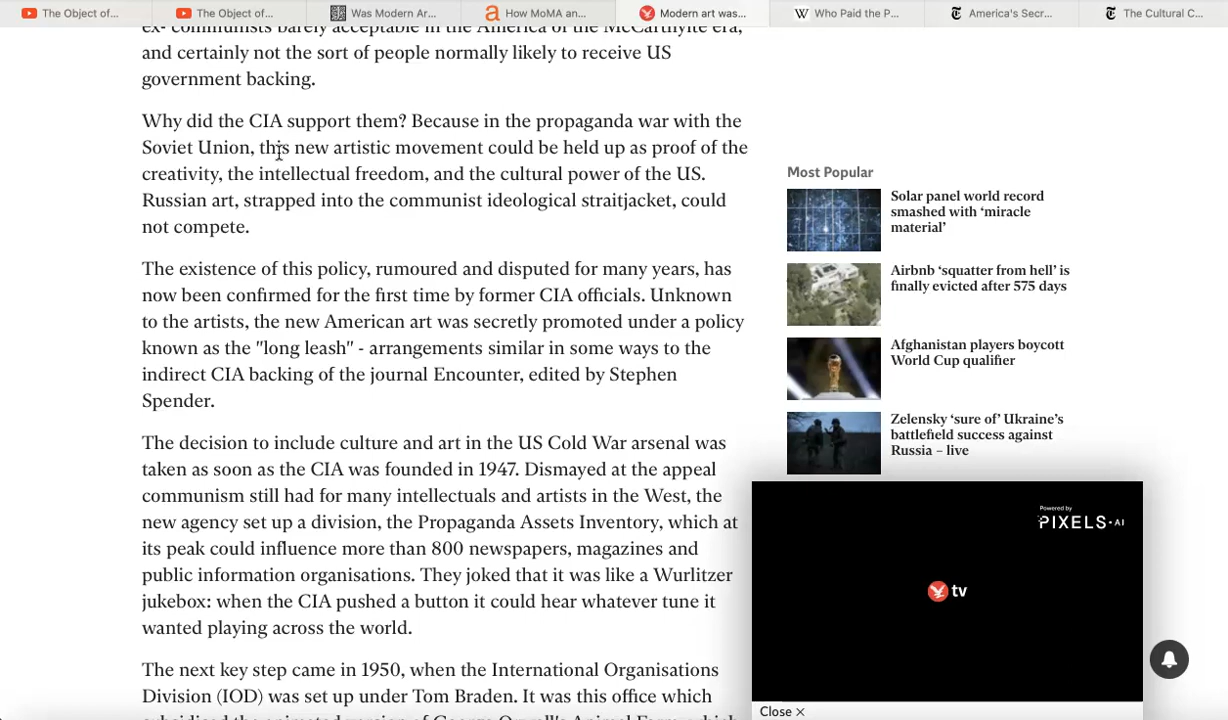 The Object of...
The Object of...
Was Modern Ar...
How MoMA an...
Modern art was...
Who Paid the P...
America's Secr...
The Cultural C...
ex- communists barely acceptable in the America of the McCarthyite era,
and certainly not the sort of people normally likely to receive US
government backing.
Why did the CIA support them? Because in the propaganda war with the
Soviet Union, this new artistic movement could be held up as proof of the
creativity, the intellectual freedom, and the cultural power of the US.
Russian art, strapped into the communist ideological straitjacket, could
not compete.
The existence of this policy, rumoured and disputed for many years, has
now been confirmed for the first time by former CIA officials. Unknown
to the artists, the new American art was secretly promoted under a policy
known as the "long leash" - arrangements similar in some ways to the
indirect CIA backing of the journal Encounter, edited by Stephen
Spender.
The decision to include culture and art in the US Cold War arsenal was
taken as soon as the CIA was founded in 1947. Dismayed at the appeal
communism still had for many intellectuals and artists in the West, the
new agency set up a division, the Propaganda Assets Inventory, which at
its peak could influence more than 800 newspapers, magazines and
public information organisations. They joked that it was like a Wurlitzer
jukebox: when the CIA pushed a button it could hear whatever tune it
wanted playing across the world.
The next key step came in 1950, when the International Organisations
Division (IOD) was set up under Tom Braden. It was this office which
subsidised the animated version of George Orwell's Animal Farm, which
Most Popular
Solar panel world record
smashed with ‘miracle
material’
Airbnb ‘squatter from hell’ is
finally evicted after 575 days
Afghanistan players boycott
World Cup qualifier
Zelensky ‘sure of’ Ukraine’s
battlefield success against
Russia – live
Powered by
PIXELS·AI
tv
Close ×